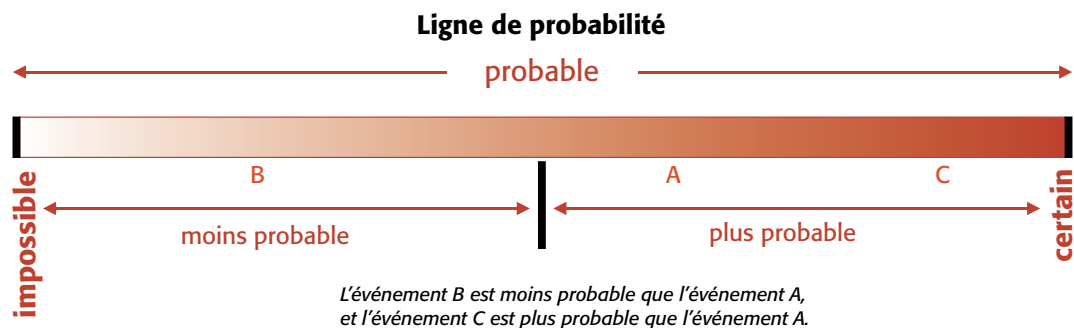 Ligne de probabilité
probable
B A C
impossible
certain
moins probable
plus probable
L'événement B est moins probable que l'événement A,
et l'événement C est plus probable que l'événement A.